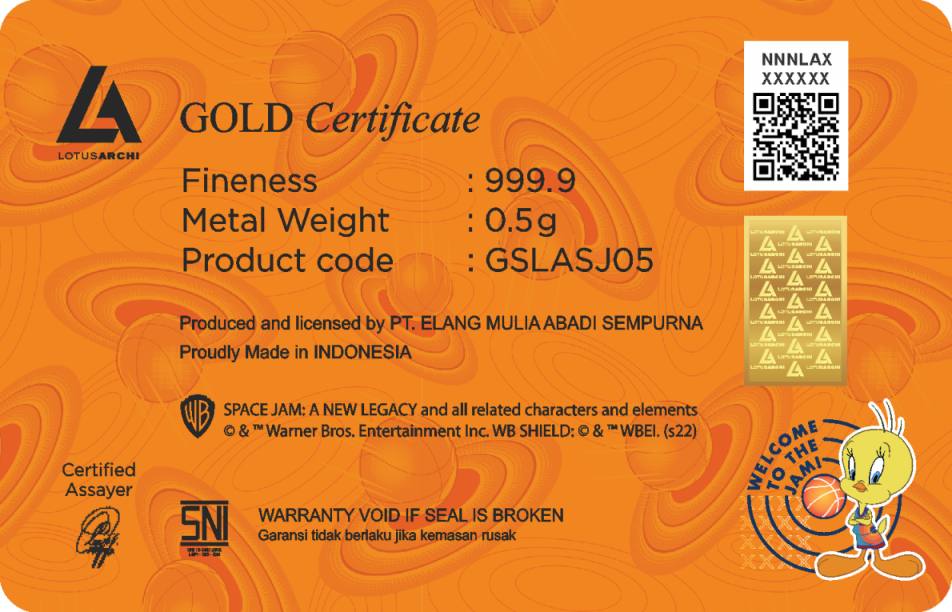 LOTUSARCHI
GOLD Certificate
Fineness : 999.9
Metal Weight : 0.5g
Product code : GSLASJ05
Produced and licensed by PT. ELANG MULIA ABADI SEMPURNA
Proudly Made in INDONESIA
WB
SPACE JAM: A NEW LEGACY and all related characters and elements
© & ™ Warner Bros. Entertainment Inc. WB SHIELD: © & ™ WBEI. (s22)
Certified
Assayer
SNI
WARRANTY VOID IF SEAL IS BROKEN
Garansi tidak berlaku jika kemasan rusak
NNNLAX
XXXXXX
LOTUSARCHI
WELCOME
TO THE
JAM!